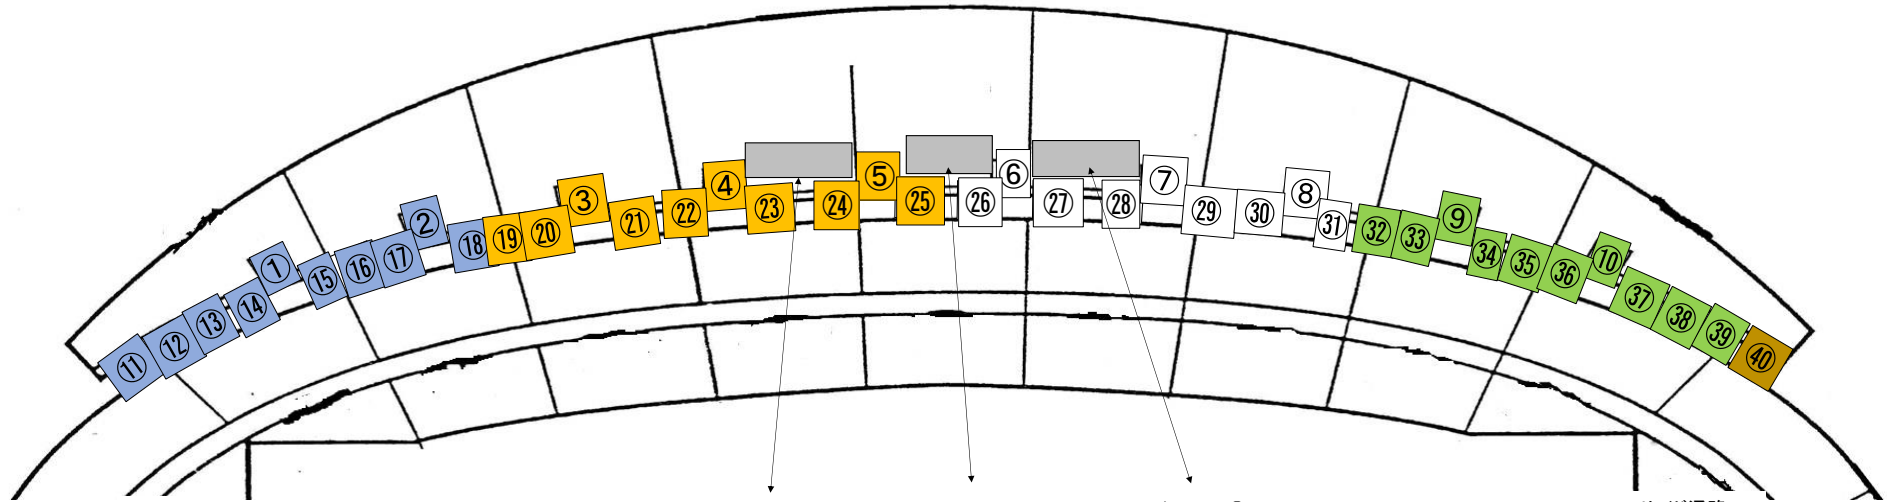 ① ② ③ ④ ⑤ ⑥ ⑦ ⑧ ⑨ ⑩
⑪ ⑫ ⑬ ⑭ ⑮ ⑯ ⑰ ⑱ ⑲ ⑳ ㉑ ㉒ ㉓ ㉔ ㉕ ㉖ ㉗ ㉘ ㉙ ㉚ ㉛ ㉜ ㉝ ㉞ ㉟ ㊱ ㊲ ㊳ ㊴ ㊵